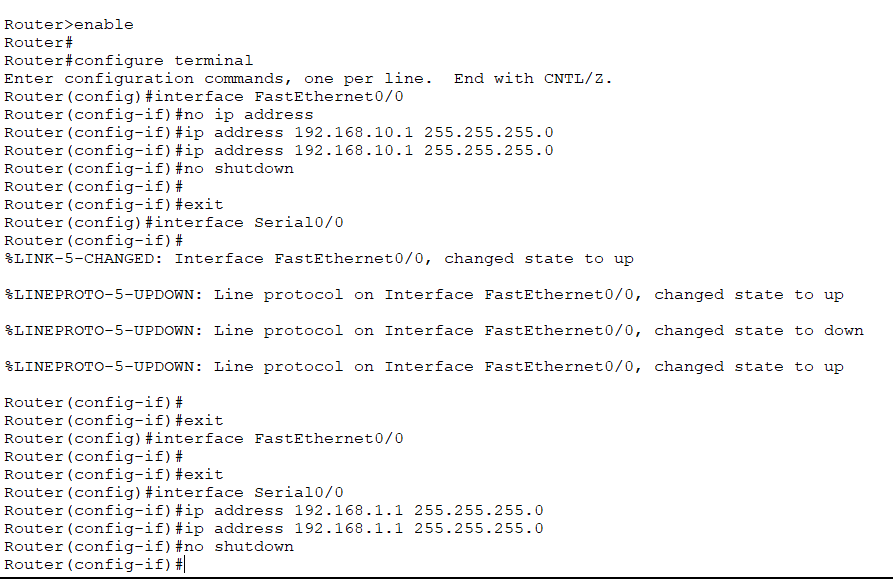 Router>enable
Router#
Router#configure terminal
Enter configuration commands, one per line.  End with CNTL/Z.
Router(config)#interface FastEthernet0/0
Router(config-if)#no ip address
Router(config-if)#ip address 192.168.10.1 255.255.255.0
Router(config-if)#ip address 192.168.10.1 255.255.255.0
Router(config-if)#no shutdown
Router(config-if)#
Router(config-if)#exit
Router(config)#interface Serial0/0
Router(config-if)#
%LINK-5-CHANGED: Interface FastEthernet0/0, changed state to up
%LINEPROTO-5-UPDOWN: Line protocol on Interface FastEthernet0/0, changed state to up
%LINEPROTO-5-UPDOWN: Line protocol on Interface FastEthernet0/0, changed state to down
%LINEPROTO-5-UPDOWN: Line protocol on Interface FastEthernet0/0, changed state to up
Router(config-if)#
Router(config-if)#exit
Router(config)#interface FastEthernet0/0
Router(config-if)#
Router(config-if)#exit
Router(config)#interface Serial0/0
Router(config-if)#ip address 192.168.1.1 255.255.255.0
Router(config-if)#ip address 192.168.1.1 255.255.255.0
Router(config-if)#no shutdown
Router(config-if)#